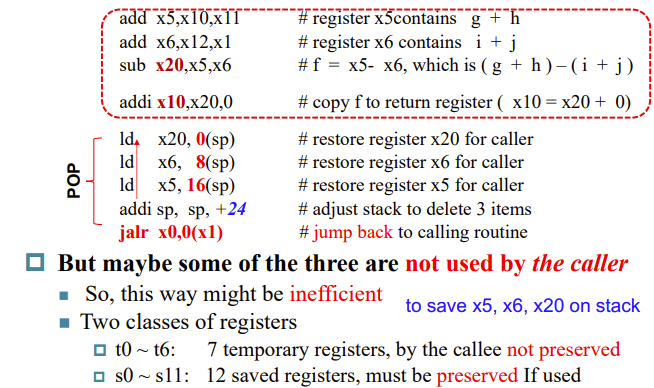 add x5,x10,x11 # register x5contains g + h
add x6,x12,x1 # register x6 contains i + j
sub x20,x5,x6 # f = x5- x6, which is ( g + h ) – ( i + j )
addi x10,x20,0 # copy f to return register ( x10 = x20 + 0)
POP
ld x20, 0(sp) # restore register x20 for caller
ld x6, 8(sp) # restore register x6 for caller
ld x5, 16(sp) # restore register x5 for caller
addi sp, sp, +24 # adjust stack to delete 3 items
jalr x0,0(x1) # jump back to calling routine
But maybe some of the three are not used by the caller
So, this way might be inefficient to save x5, x6, x20 on stack
Two classes of registers
t0 ~ t6: 7 temporary registers, by the callee not preserved
s0 ~ s11: 12 saved registers, must be preserved If used